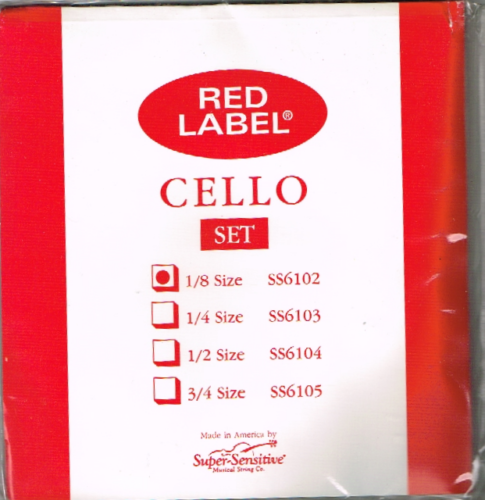 RED
LABEL®
CELLO
SET
1/8 Size SS6102
1/4 Size SS6103
1/2 Size SS6104
3/4 Size SS6105
Made in America by
Super-Sensitive
Musical String Co.